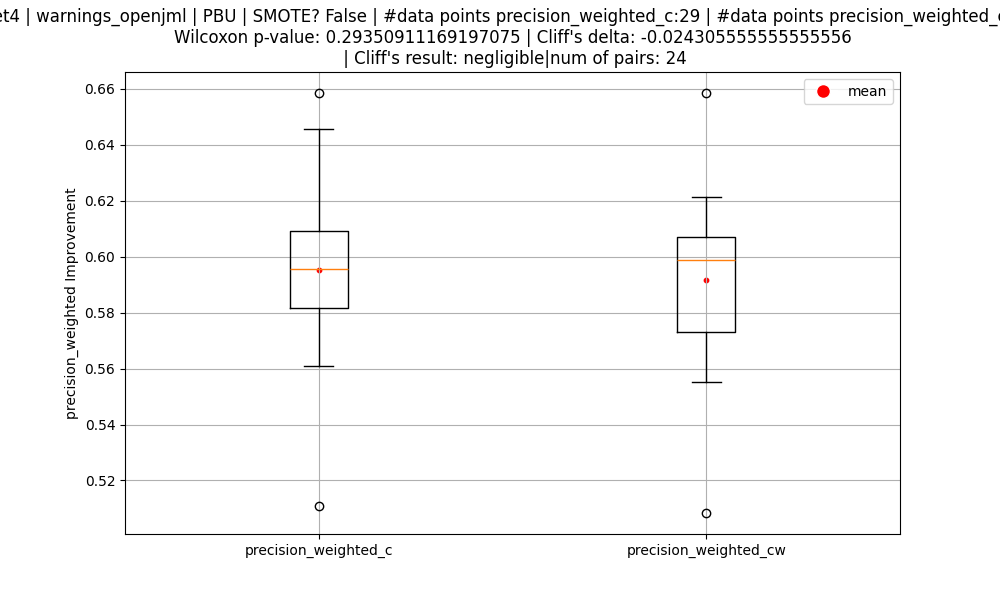 | warnings_openjml | PBU | SMOTE? False | #data points precision_weighted_c:29 | #data points
Wilcoxon p-value: 0.29350911169197075 | Cliff's delta: -0.024305555555555556
| Cliff's result: negligible|num of pairs: 24
mean
0.66
0.64
0.62
0.60
0.58
0.56
0.54
0.52
precision_weighted Improvement
precision_weighted_c
precision_weighted_cw